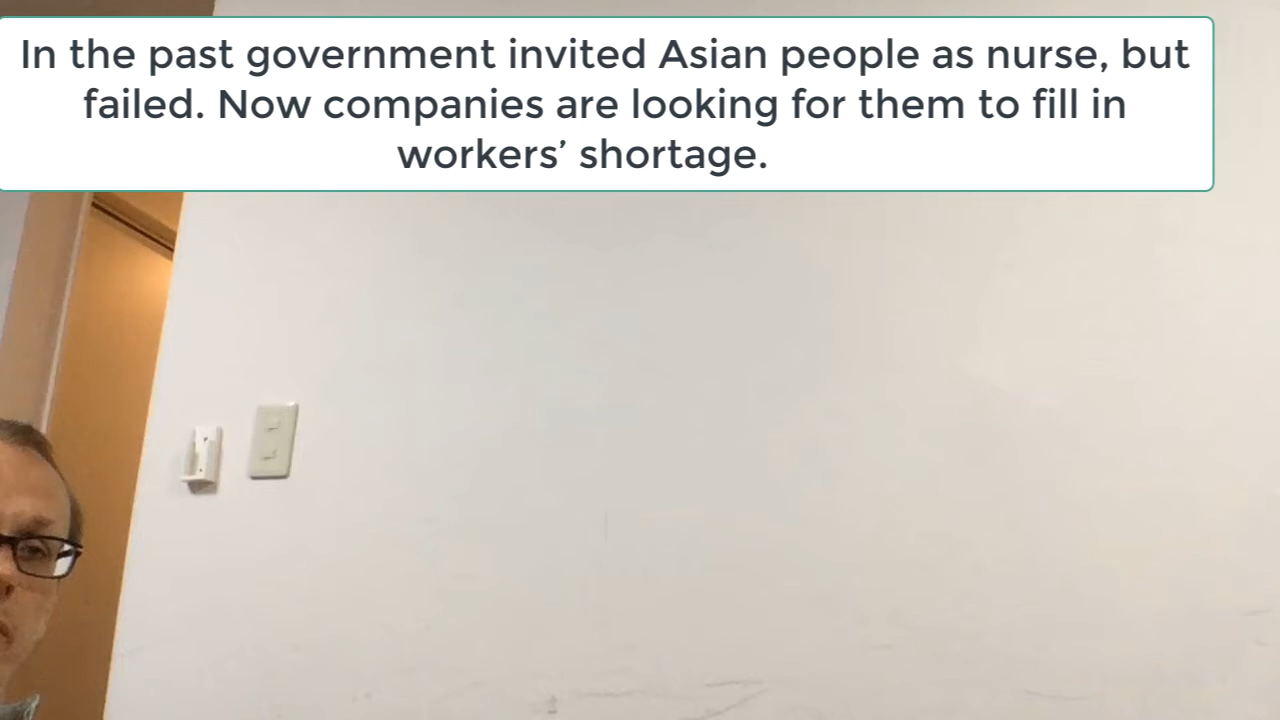 In the past government invited Asian people as nurse, but
failed. Now companies are looking for them to fill in
workers’ shortage.